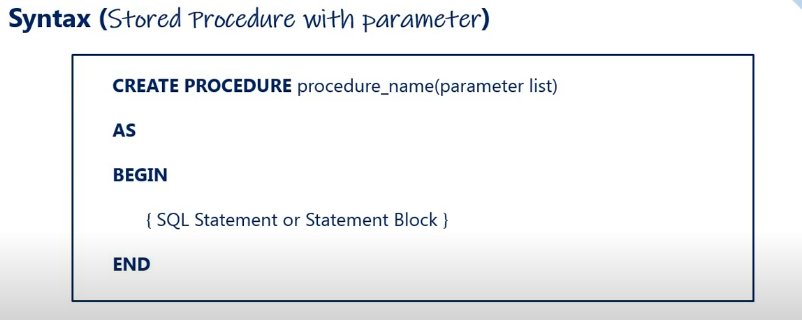 Syntax (Stored Procedure with parameter)
CREATE PROCEDURE procedure_name(parameter list)
AS
BEGIN
{ SQL Statement or Statement Block }
END